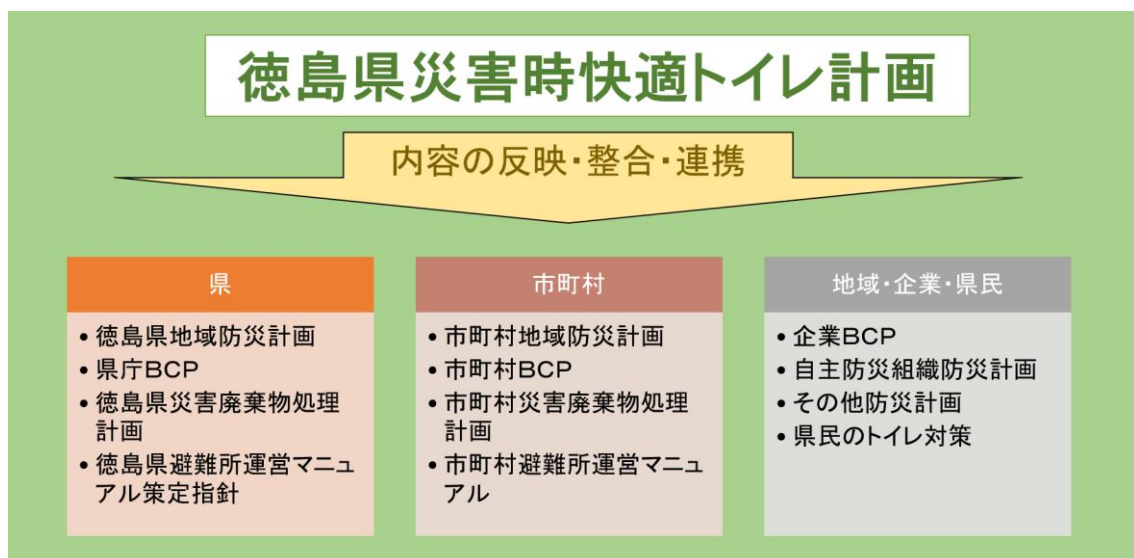 徳島県災害時快適トイレ計画
内容の反映・整合・連携
県
• 徳島県地域防災計画
• 県庁BCP
• 徳島県災害廃棄物処理
計画
• 徳島県避難所運営マニュ
アル策定指針
市町村
• 市町村地域防災計画
• 市町村BCP
• 市町村災害廃棄物処理
計画
• 市町村避難所運営マニュ
アル
地域・企業・県民
• 企業BCP
• 自主防災組織防災計画
• その他防災計画
• 県民のトイレ対策